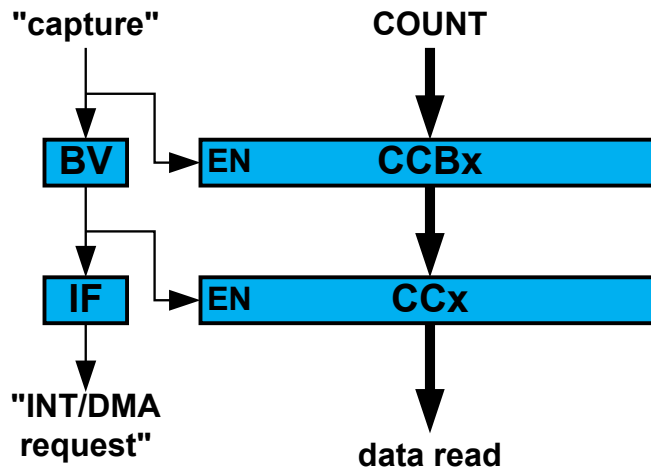 "capture"
COUNT
BV
EN
CCBx
IF
EN
CCx
"INT/DMA
request"
data read